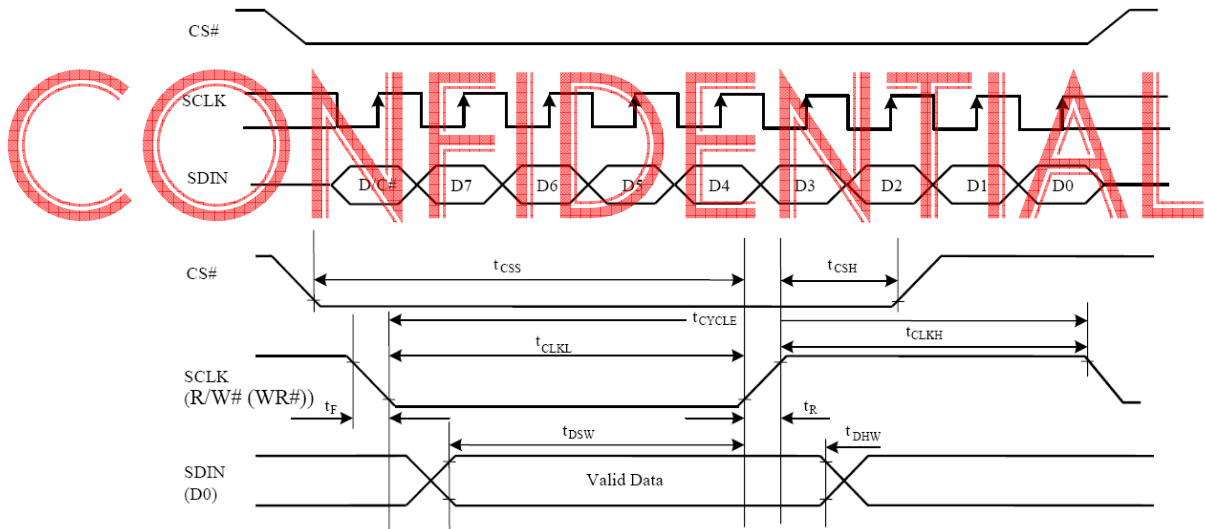 CS#
CONFIDENTIAL
SCLK
SDIN D/C# D7 D6 D5 D4 D3 D2 D1 D0
CS# tCSS tCSH
tCYCLE
tCLKL tCLKH
SCLK
(R/W# (WR#))
tF tR
tDSW tDHW
SDIN Valid Data
(D0)